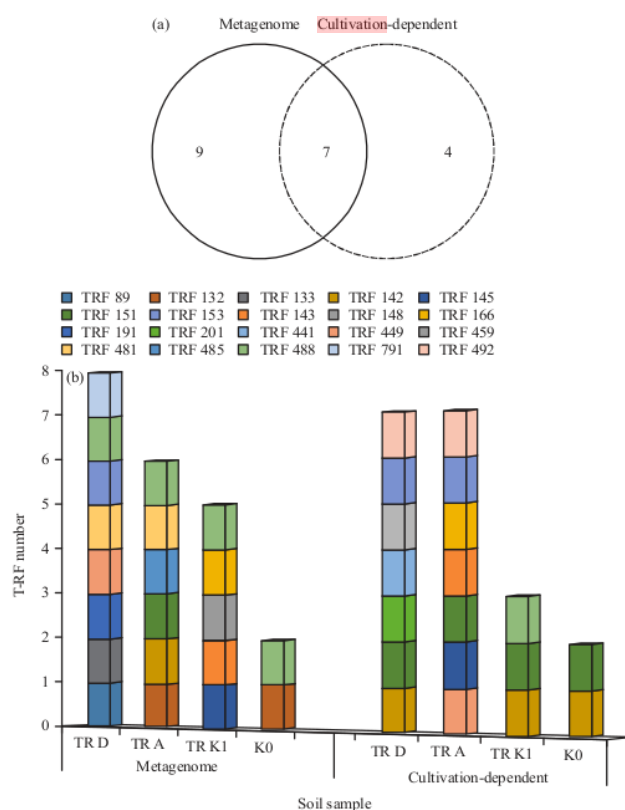 (a) Metagenome Cultivation-dependent
9 7 4
TRF 89 TRF 132 TRF 133 TRF 142 TRF 145
TRF 151 TRF 153 TRF 143 TRF 148 TRF 166
TRF 191 TRF 201 TRF 441 TRF 449 TRF 459
TRF 481 TRF 485 TRF 488 TRF 791 TRF 492
(b)
8
7
6
5
4
3
2
1
0
T-RF number
TR D TR A TR K1 K0 TR D TR A TR K1 K0
Metagenome Cultivation-dependent
Soil sample